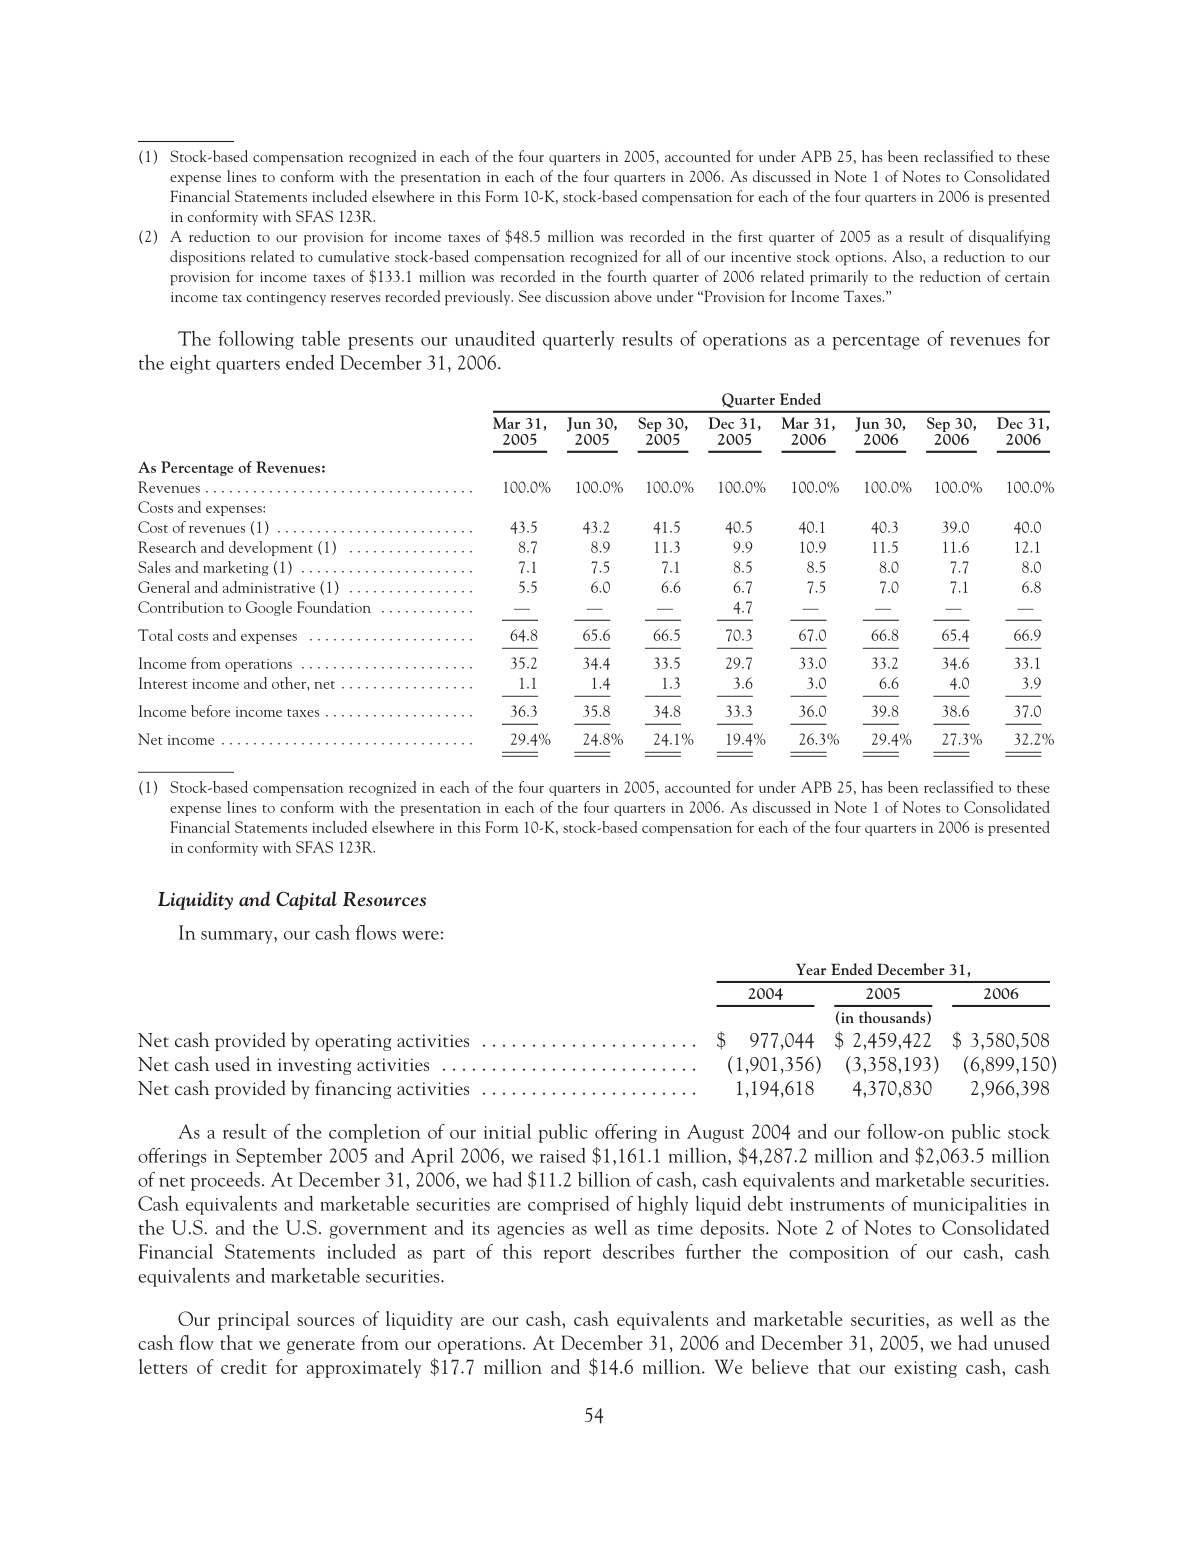 (1) Stock-based compensation recognized in each of the four quarters in 2005, accounted for under APB 25, has been reclassified to these
expense lines to conform with the presentation in each of the four quarters in 2006. As discussed in Note 1 of Notes to Consolidated
Financial Statements included elsewhere in this Form 10-K, stock-based compensation for each of the four quarters in 2006 is presented
in conformity with SFAS 123R.
(2) A reduction to our provision for income taxes of $48.5 million was recorded in the first quarter of 2005 as a result of disqualifying
dispositions related to cumulative stock-based compensation recognized for all of our incentive stock options. Also, a reduction to our
provision for income taxes of $133.1 million was recorded in the fourth quarter of 2006 related primarily to the reduction of certain
income tax contingency reserves recorded previously. See discussion above under “Provision for Income Taxes.”
The following table presents our unaudited quarterly results of operations as a percentage of revenues for
the eight quarters ended December 31, 2006.
Quarter Ended
Mar 31, Jun 30, Sep 30, Dec 31, Mar 31, Jun 30, Sep 30, Dec 31,
2005 2005 2005 2005 2006 2006 2006 2006
As Percentage of Revenues:
Revenues .................................. 100.0% 100.0% 100.0% 100.0% 100.0% 100.0% 100.0% 100.0%
Costs and expenses:
Cost of revenues (1) ......................... 43.5 43.2 41.5 40.5 40.1 40.3 39.0 40.0
Research and development (1) ................ 8.7 8.9 11.3 9.9 10.9 11.5 11.6 12.1
Sales and marketing (1) ...................... 7.1 7.5 7.1 8.5 8.5 8.0 7.7 8.0
General and administrative (1) ................ 5.5 6.0 6.6 6.7 7.5 7.0 7.1 6.8
Contribution to Google Foundation ............ — — — 4.7 — — — —
Total costs and expenses ..................... 64.8 65.6 66.5 70.3 67.0 66.8 65.4 66.9
Income from operations ...................... 35.2 34.4 33.5 29.7 33.0 33.2 34.6 33.1
Interest income and other, net ................. 1.1 1.4 1.3 3.6 3.0 6.6 4.0 3.9
Income before income taxes ................... 36.3 35.8 34.8 33.3 36.0 39.8 38.6 37.0
Net income ................................ 29.4% 24.8% 24.1% 19.4% 26.3% 29.4% 27.3% 32.2%
(1) Stock-based compensation recognized in each of the four quarters in 2005, accounted for under APB 25, has been reclassified to these
expense lines to conform with the presentation in each of the four quarters in 2006. As discussed in Note 1 of Notes to Consolidated
Financial Statements included elsewhere in this Form 10-K, stock-based compensation for each of the four quarters in 2006 is presented
in conformity with SFAS 123R.
Liquidity and Capital Resources
In summary, our cash flows were:
Year Ended December 31,
2004 2005 2006
(in thousands)
Net cash provided by operating activities ...................... $ 977,044 $ 2,459,422 $ 3,580,508
Net cash used in investing activities .......................... (1,901,356) (3,358,193) (6,899,150)
Net cash provided by financing activities ...................... 1,194,618 4,370,830 2,966,398
As a result of the completion of our initial public offering in August 2004 and our follow-on public stock
offerings in September 2005 and April 2006, we raised $1,161.1 million, $4,287.2 million and $2,063.5 million
of net proceeds. At December 31, 2006, we had $11.2 billion of cash, cash equivalents and marketable securities.
Cash equivalents and marketable securities are comprised of highly liquid debt instruments of municipalities in
the U.S. and the U.S. government and its agencies as well as time deposits. Note 2 of Notes to Consolidated
Financial Statements included as part of this report describes further the composition of our cash, cash
equivalents and marketable securities.
Our principal sources of liquidity are our cash, cash equivalents and marketable securities, as well as the
cash flow that we generate from our operations. At December 31, 2006 and December 31, 2005, we had unused
letters of credit for approximately $17.7 million and $14.6 million. We believe that our existing cash, cash
54